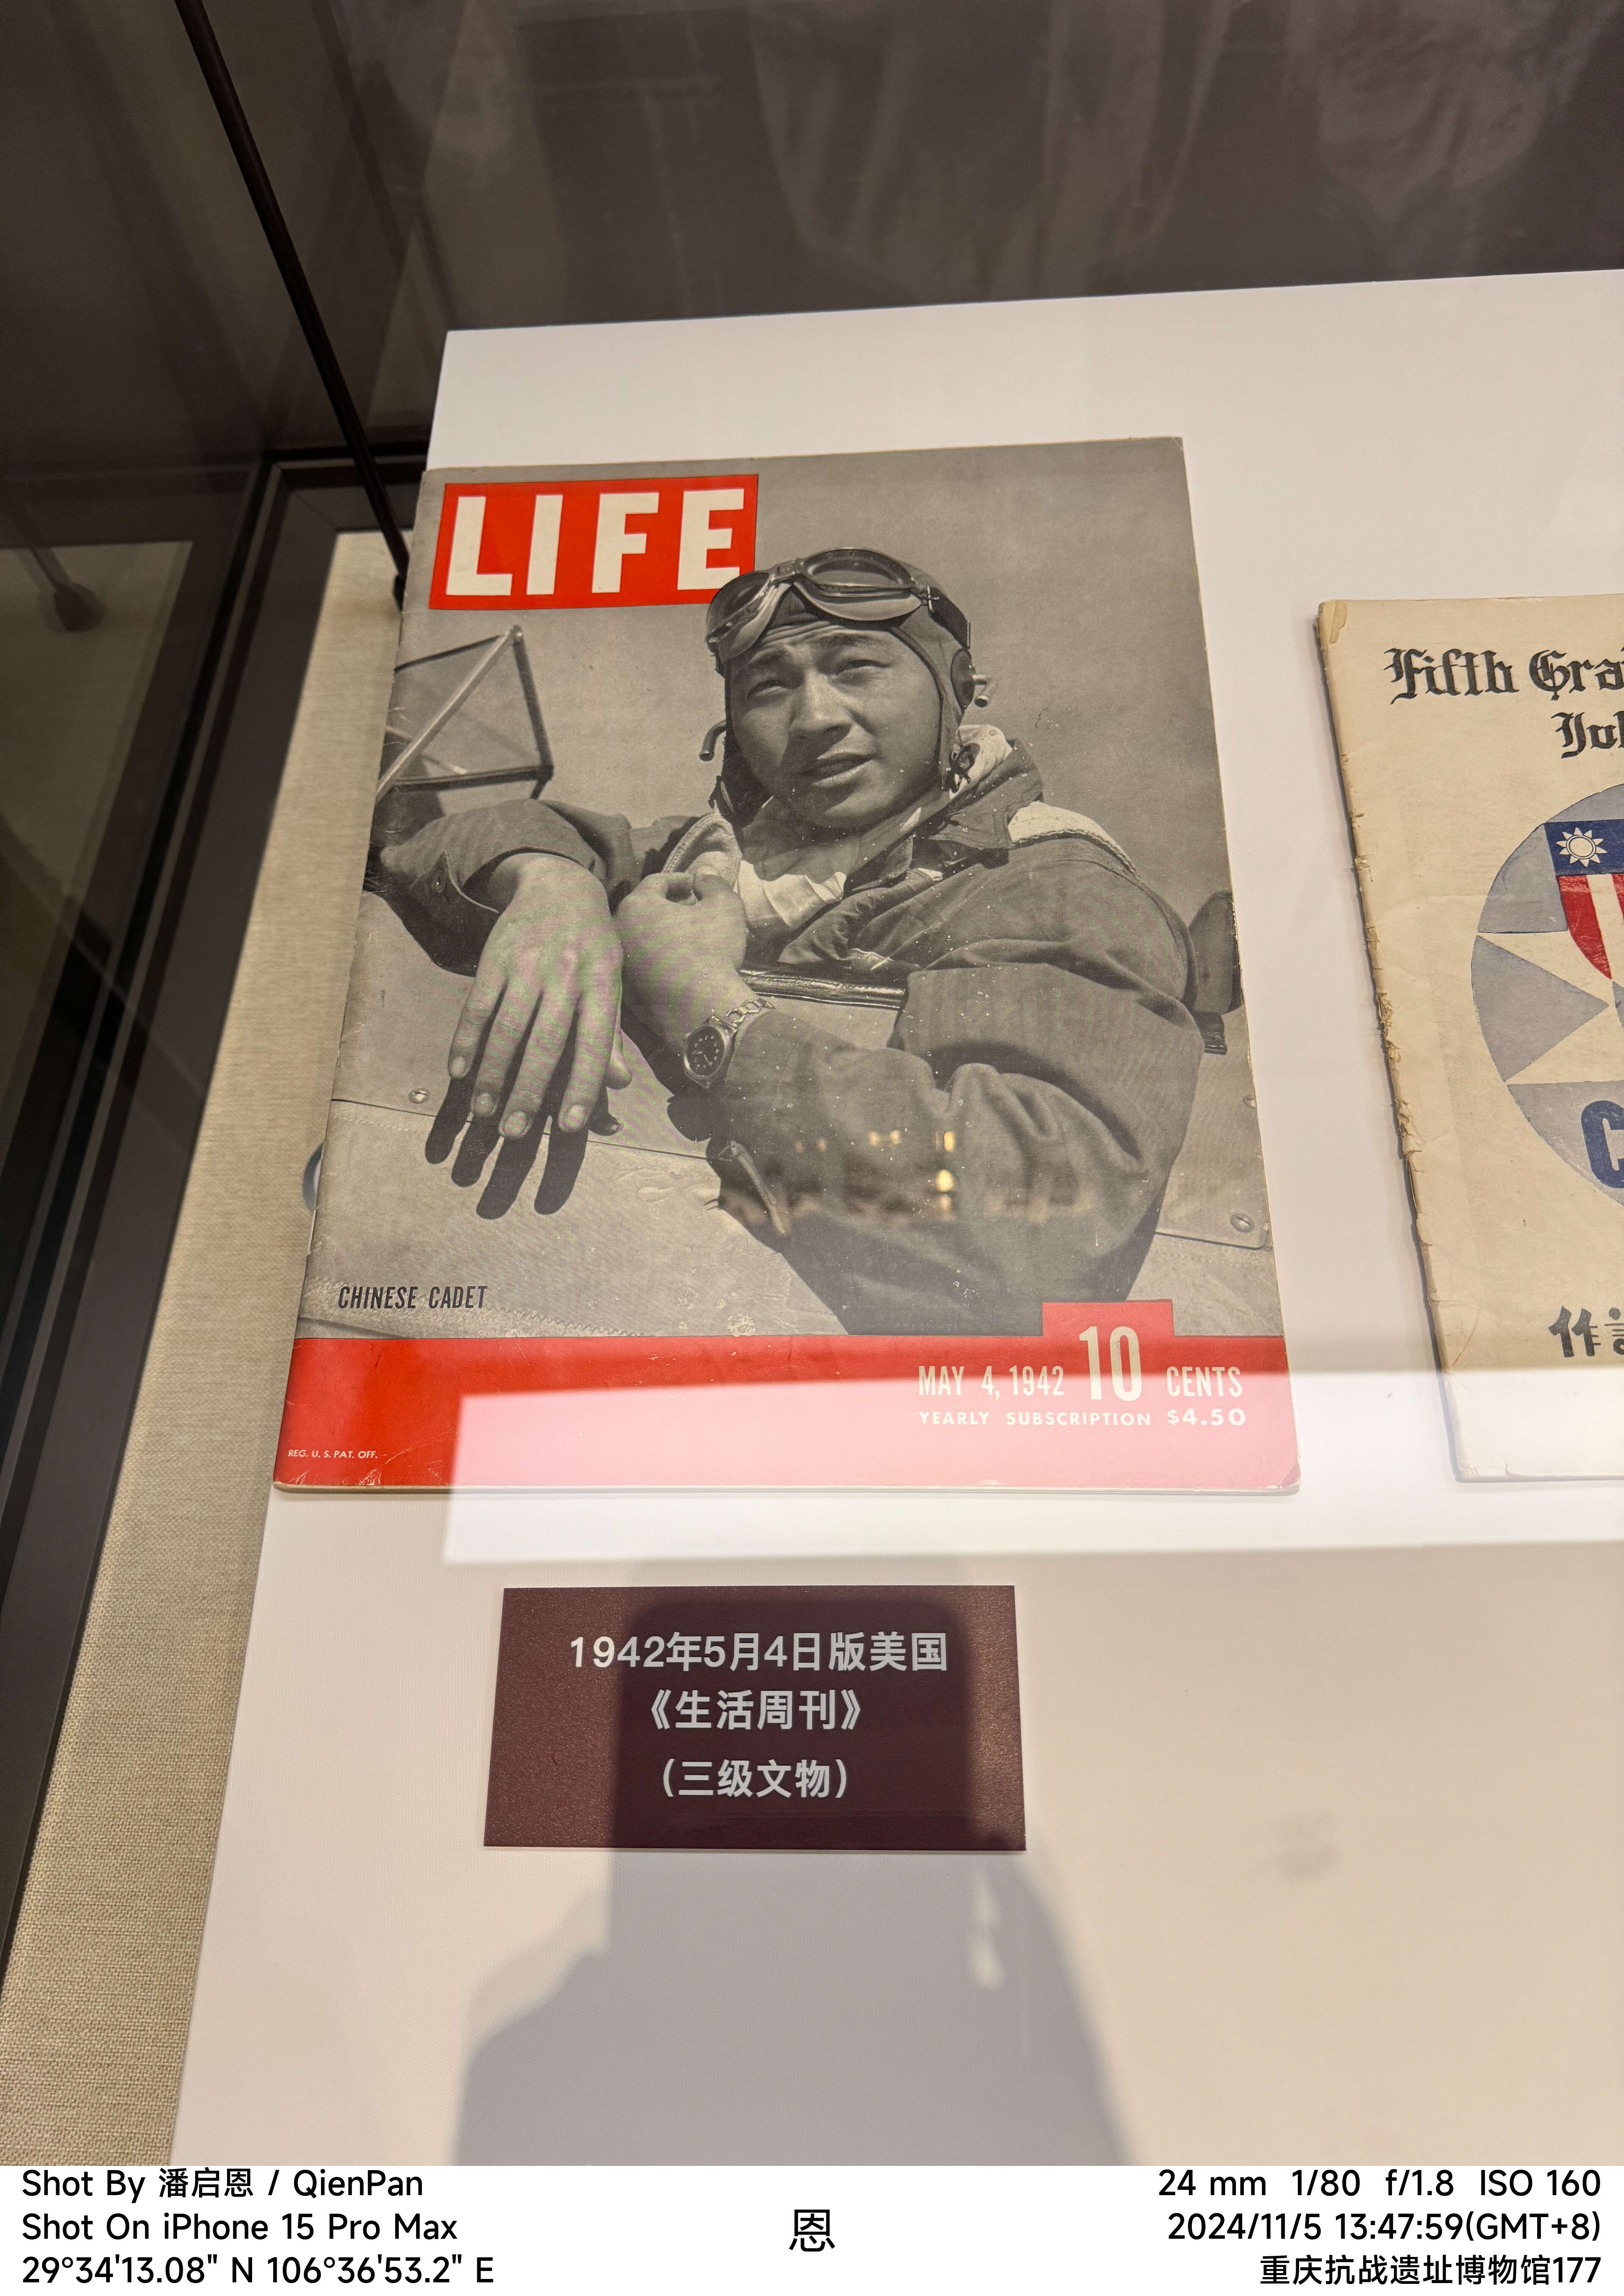 LIFE
CHINESE CADET
MAY 4, 1942 10 CENTS
YEARLY SUBSCRIPTION $4.50
REG. U. S. PAT. OFF.
Fifth
1942年5月4日版美国
《生活周刊》
（三级文物）
Shot By 潘启恩 / QienPan
Shot On iPhone 15 Pro Max
29°34'13.08" N 106°36'53.2" E
恩
24 mm 1/80 f/1.8 ISO 160
2024/11/5 13:47:59(GMT+8)
重庆抗战遗址博物馆177